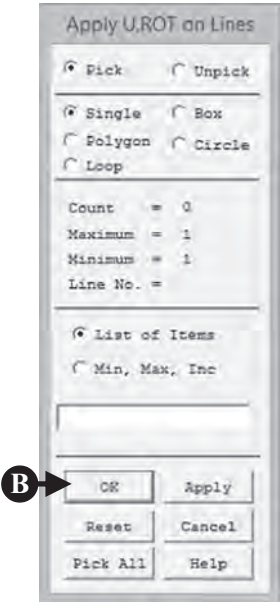 Apply U,ROT on Lines
Pick Unpick
Single Box
Polygon Circle
Loop
Count = 0
Maximum = 1
Minimum = 1
Line No. =
List of Items
Min, Max, Inc
B OK Apply
Reset Cancel
Pick All Help